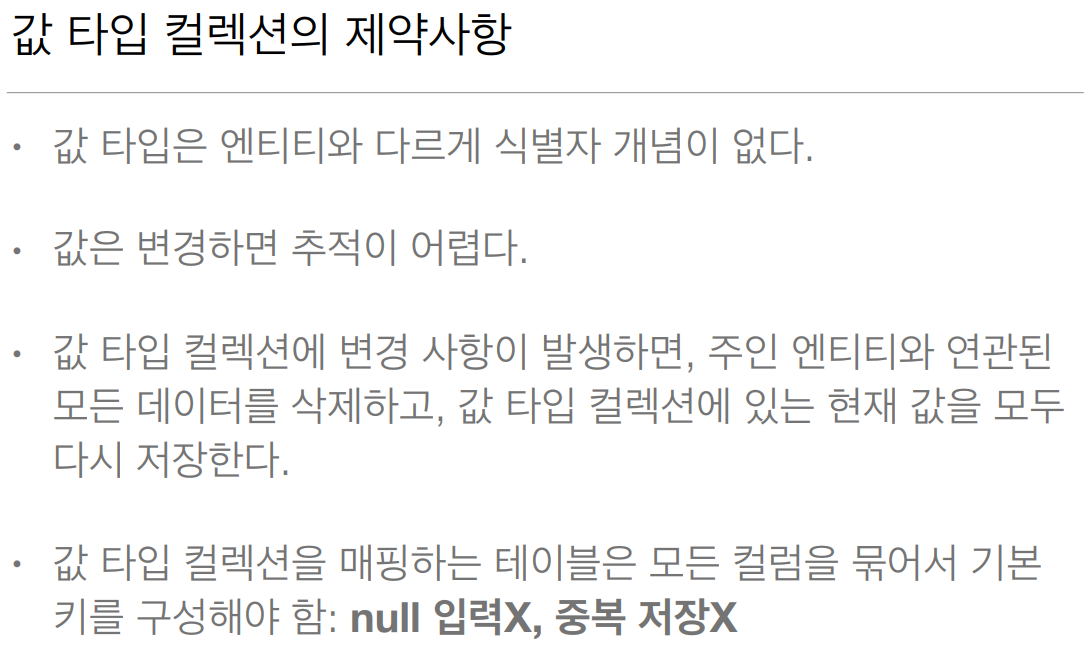 값 타입 컬렉션의 제약사항
• 값 타입은 엔티티와 다르게 식별자 개념이 없다.
• 값은 변경하면 추적이 어렵다.
• 값 타입 컬렉션에 변경 사항이 발생하면, 주인 엔티티와 연관된
모든 데이터를 삭제하고, 값 타입 컬렉션에 있는 현재 값을 모두
다시 저장한다.
• 값 타입 컬렉션을 매핑하는 테이블은 모든 컬럼을 묶어서 기본
키를 구성해야 함: null 입력X, 중복 저장X